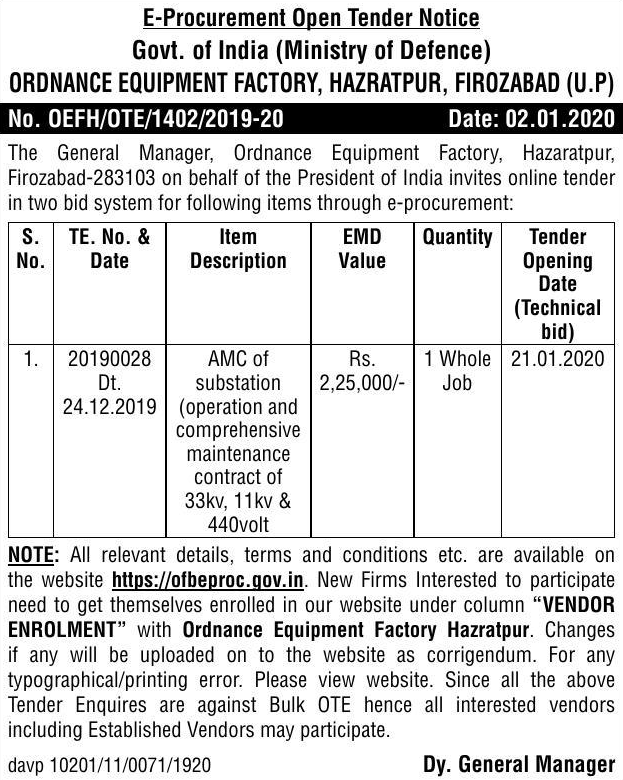 E-Procurement Open Tender Notice
Govt. of India (Ministry of Defence)
ORDNANCE EQUIPMENT FACTORY, HAZRATPUR, FIROZABAD (U.P)
No. OEFH/OTE/1402/2019-20 Date: 02.01.2020
The General Manager, Ordnance Equipment Factory, Hazaratpur,
Firozabad-283103 on behalf of the President of India invites online tender
in two bid system for following items through e-procurement:
S. No.
TE. No. & Date
Item Description
EMD Value
Quantity
Tender Opening Date (Technical bid)
1.
20190028
Dt.
24.12.2019
AMC of
substation
(operation and
comprehensive
maintenance
contract of
33kv, 11kv &
440volt
Rs.
2,25,000/-
1 Whole
Job
21.01.2020
NOTE: All relevant details, terms and conditions etc. are available on
the website https://ofbeproc.gov.in. New Firms Interested to participate
need to get themselves enrolled in our website under column “VENDOR
ENROLMENT” with Ordnance Equipment Factory Hazratpur. Changes
if any will be uploaded on to the website as corrigendum. For any
typographical/printing error. Please view website. Since all the above
Tender Enquires are against Bulk OTE hence all interested vendors
including Established Vendors may participate.
davp 10201/11/0071/1920 Dy. General Manager